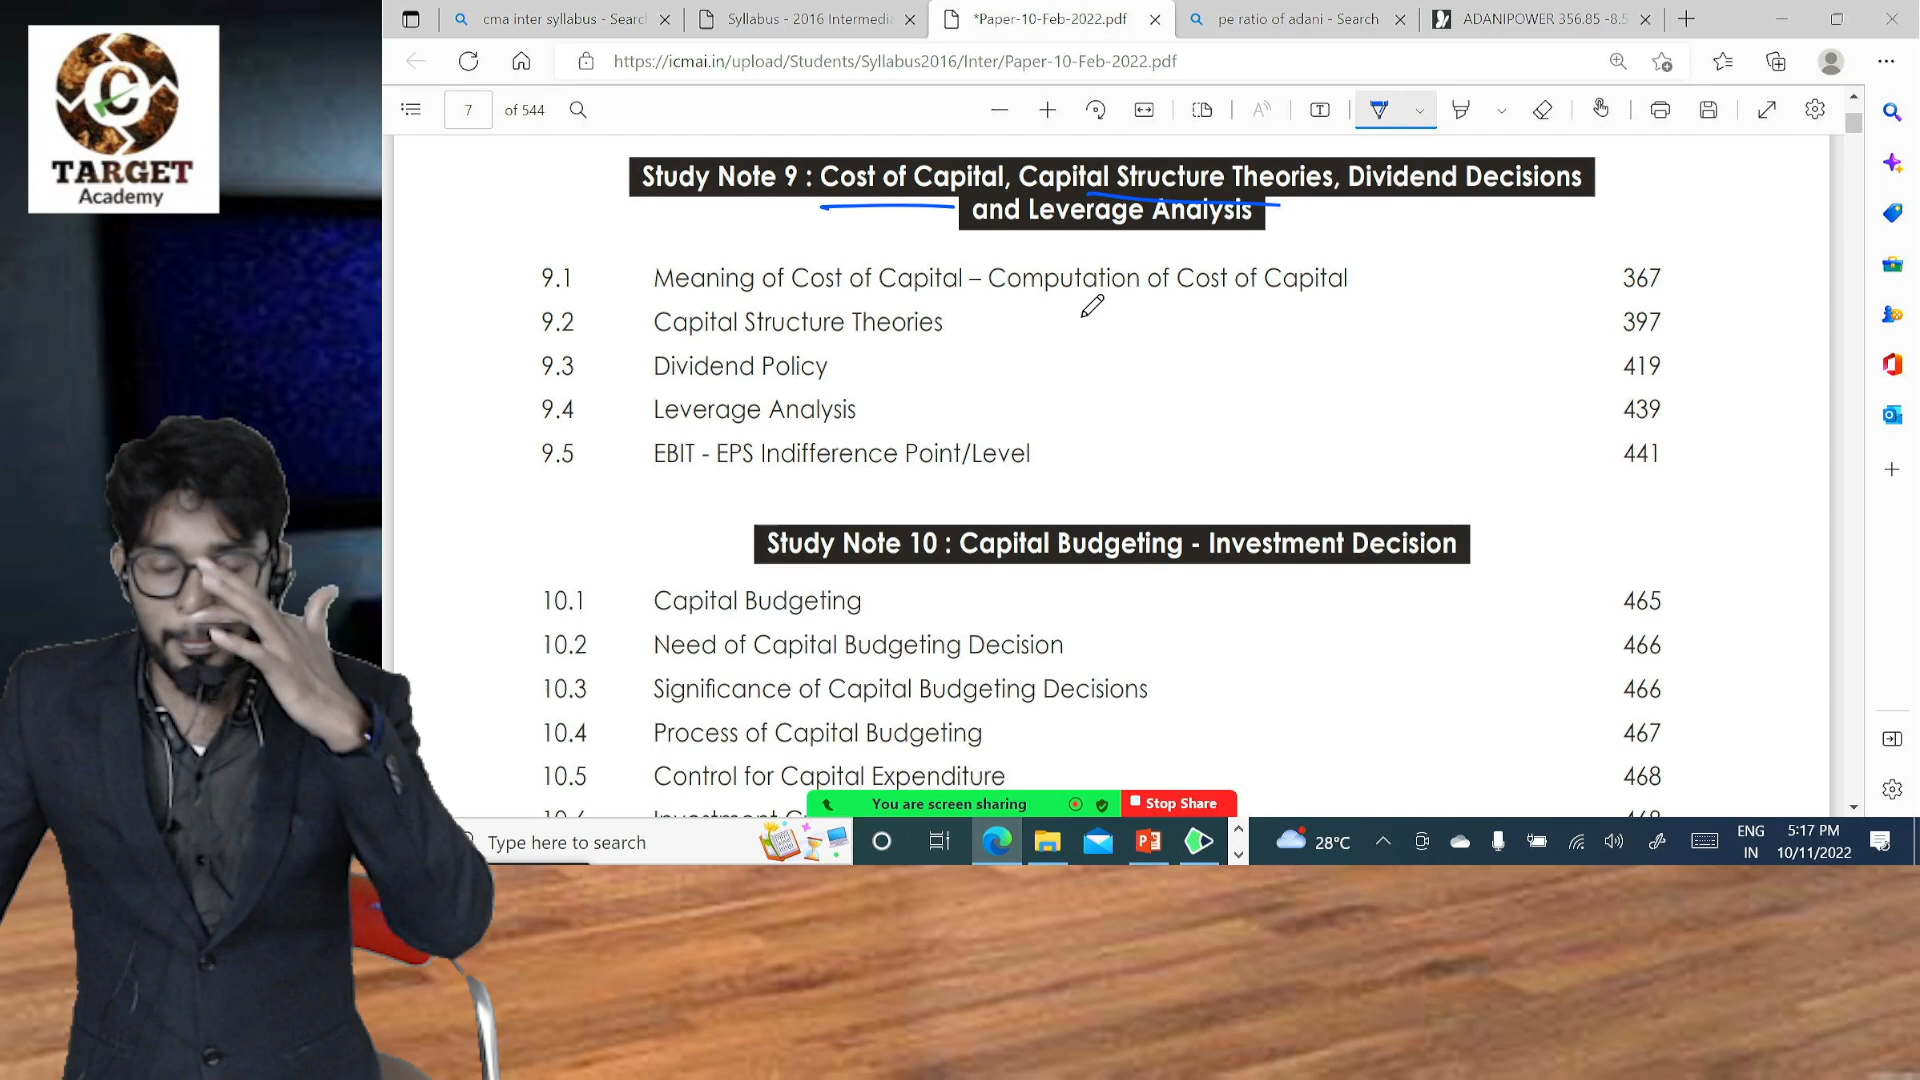 C
TARGET
Academy
cma inter syllabus - Searc
Syllabus - 2016 Intermedi
*Paper-10-Feb-2022.pdf
pe ratio of adani - Search
ADANIPOWER 356.85 -8.5
https://icmai.in/upload/Students/Syllabus2016/Inter/Paper-10-Feb-2022.pdf
7 of 544
Study Note 9 : Cost of Capital, Capital Structure Theories, Dividend Decisions
and Leverage Analysis
9.1 Meaning of Cost of Capital – Computation of Cost of Capital 367
9.2 Capital Structure Theories 397
9.3 Dividend Policy 419
9.4 Leverage Analysis 439
9.5 EBIT - EPS Indifference Point/Level 441
Study Note 10 : Capital Budgeting - Investment Decision
10.1 Capital Budgeting 465
10.2 Need of Capital Budgeting Decision 466
10.3 Significance of Capital Budgeting Decisions 466
10.4 Process of Capital Budgeting 467
10.5 Control for Capital Expenditure 468
You are screen sharing Stop Share
Type here to search
28°C
ENG
IN
5:17 PM
10/11/2022